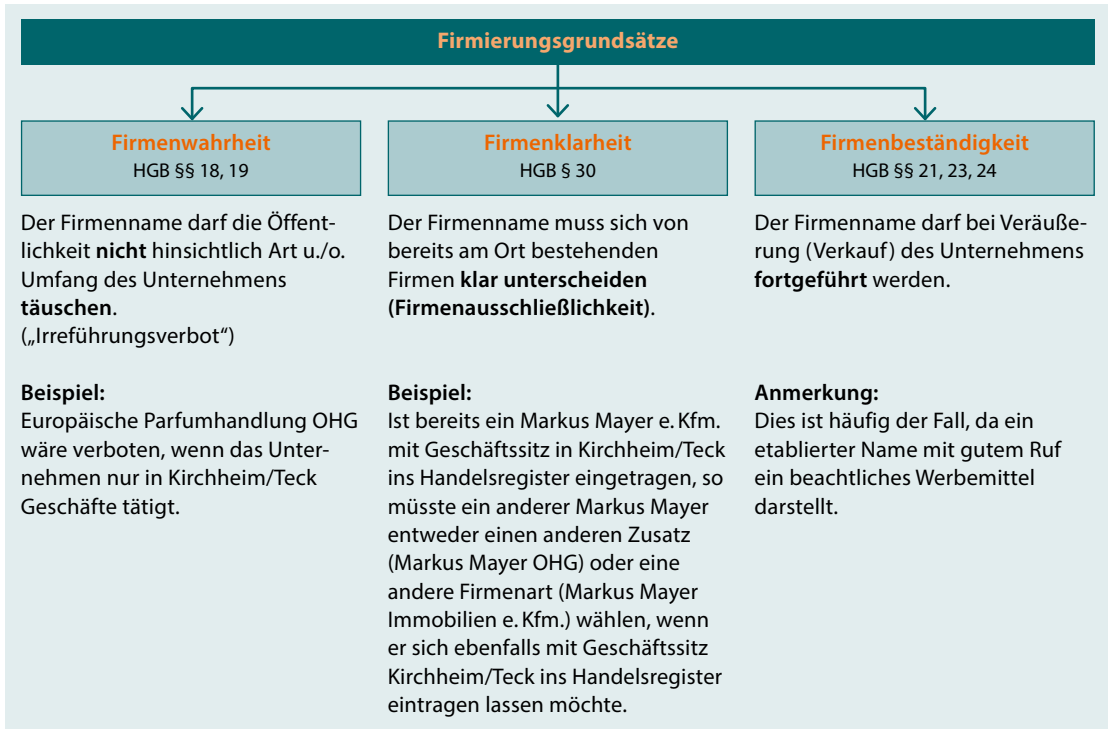 Firmierungsgrundsätze
Firmenwahrheit
HGB §§ 18, 19
Der Firmenname darf die Öffent-
lichkeit nicht hinsichtlich Art u./o.
Umfang des Unternehmens
täuschen.
(„Irreführungsverbot“)
Beispiel:
Europäische Parfumhandlung OHG
wäre verboten, wenn das Unter-
nehmen nur in Kirchheim/Teck
Geschäfte tätigt.
Firmenklarheit
HGB § 30
Der Firmenname muss sich von
bereits am Ort bestehenden
Firmen klar unterscheiden
(Firmenausschließlichkeit).
Beispiel:
Ist bereits ein Markus Mayer e. Kfm.
mit Geschäftssitz in Kirchheim/Teck
ins Handelsregister eingetragen, so
müsste ein anderer Markus Mayer
entweder einen anderen Zusatz
(Markus Mayer OHG) oder eine
andere Firmenart (Markus Mayer
Immobilien e. Kfm.) wählen, wenn
er sich ebenfalls mit Geschäftssitz
Kirchheim/Teck ins Handelsregister
eintragen lassen möchte.
Firmenbeständigkeit
HGB §§ 21, 23, 24
Der Firmenname darf bei Veräuße-
rung (Verkauf) des Unternehmens
fortgeführt werden.
Anmerkung:
Dies ist häufig der Fall, da ein
etablierter Name mit gutem Ruf
ein beachtliches Werbemittel
darstellt.